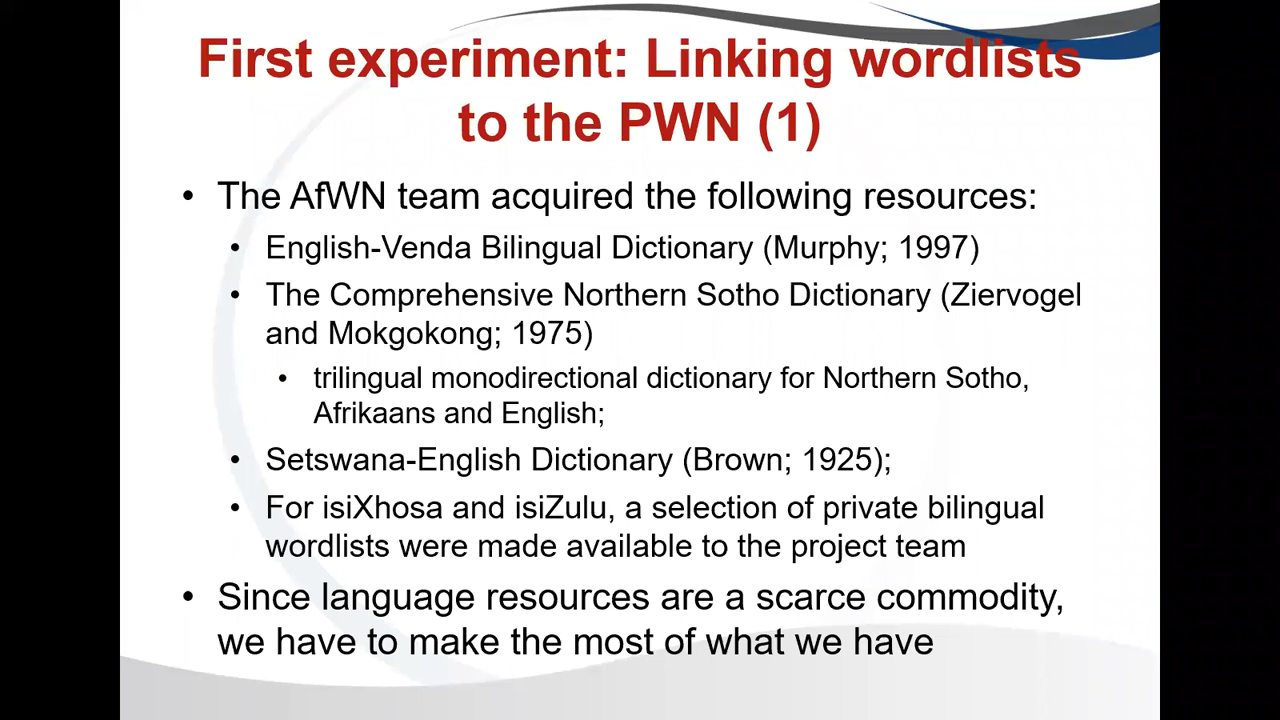 First experiment: Linking wordlists
to the PWN (1)
• The AfWN team acquired the following resources:
• English-Venda Bilingual Dictionary (Murphy; 1997)
• The Comprehensive Northern Sotho Dictionary (Ziervogel
and Mokgokong; 1975)
• trilingual monodirectional dictionary for Northern Sotho,
Afrikaans and English;
• Setswana-English Dictionary (Brown; 1925);
• For isiXhosa and isiZulu, a selection of private bilingual
wordlists were made available to the project team
• Since language resources are a scarce commodity,
we have to make the most of what we have